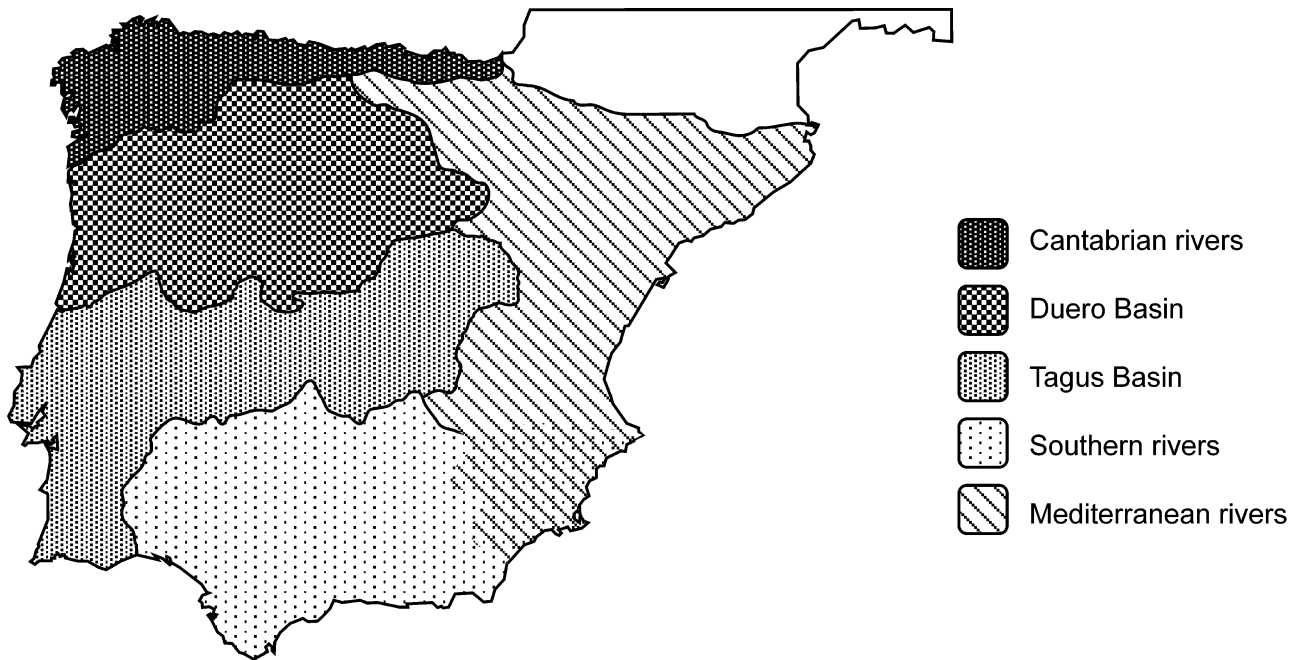 Cantabrian rivers
Duero Basin
Tagus Basin
Southern rivers
Mediterranean rivers